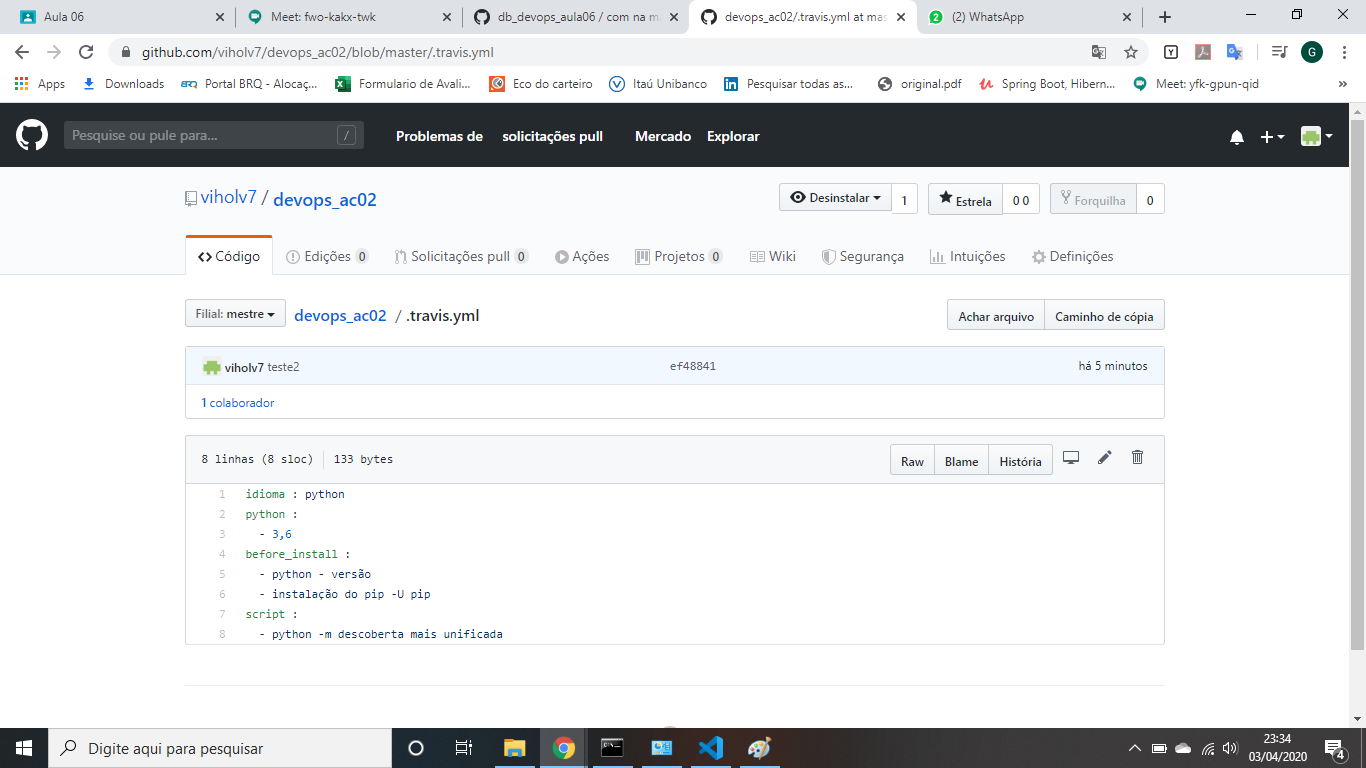 Aula 06
Meet: fwo-kakx-twk
db_devops_aula06 / com na m
devops_ac02/.travis.yml at mas
2 (2) WhatsApp
github.com/viholv7/devops_ac02/blob/master/.travis.yml
Y G
Apps Downloads BRQ Portal BRQ - Alocaç... Formulario de Avali... Eco do carteiro Itaú Unibanco in Pesquisar todas as... original.pdf Spring Boot, Hibern... Meet: yfk-gpun-qid »
Pesquise ou pule para... /
Problemas de solicitações pull Mercado Explorar
viholv7 / devops_ac02
Desinstalar 1 Estrela 0 0 Forquilha 0
Código Edições 0 Solicitações pull 0 Ações Projetos 0 Wiki Segurança Intuições Definições
Filial: mestre devops_ac02 / .travis.yml Achar arquivo Caminho de cópia
viholv7 teste2 ef48841 há 5 minutos
1 colaborador
8 linhas (8 sloc) 133 bytes Raw Blame História
1 idioma : python
2 python :
3 - 3,6
4 before_install :
5 - python - versão
6 - instalação do pip -U pip
7 script :
8 - python -m descoberta mais unificada
Digite aqui para pesquisar
23:34
03/04/2020
4